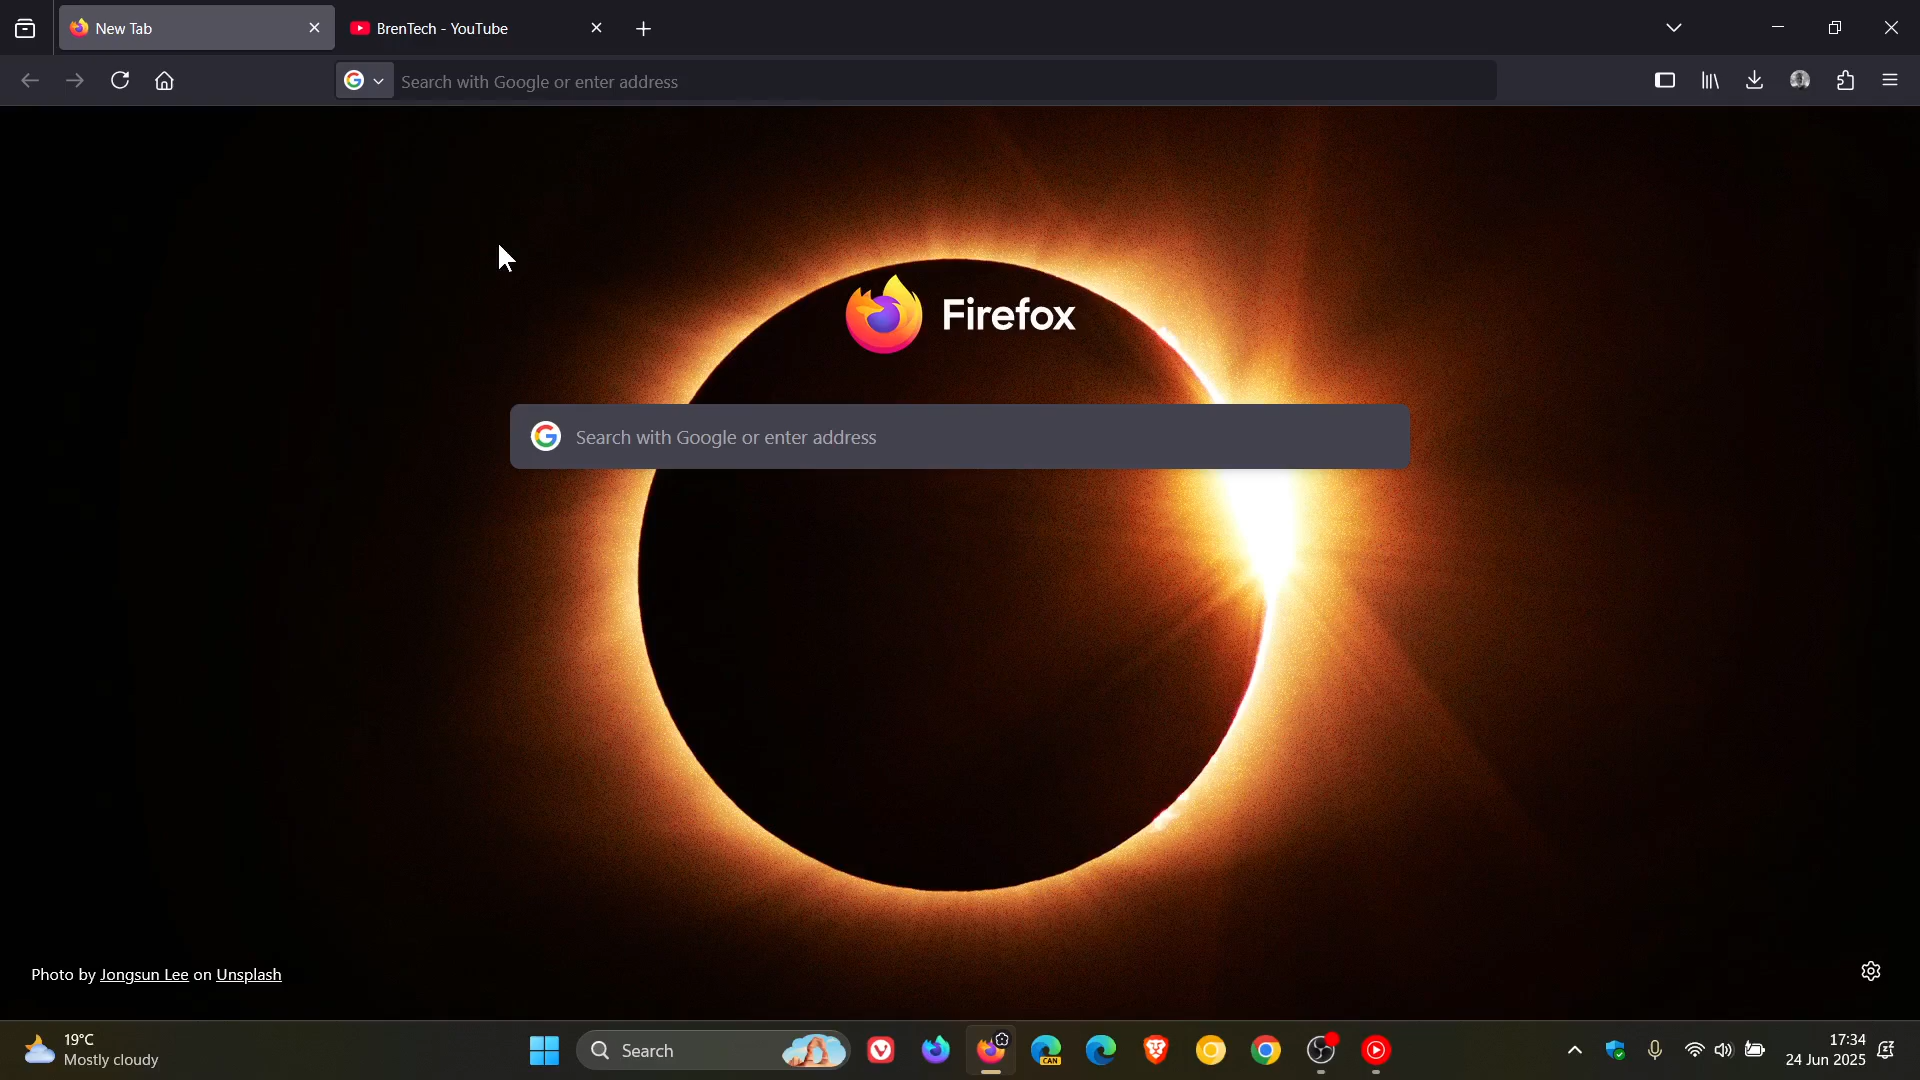 New Tab
BrenTech - YouTube
Search with Google or enter address
Firefox
Search with Google or enter address
Photo by Jongsun Lee on Unsplash
19°C
Mostly cloudy
Search
CAN
17:34
24 Jun 2025